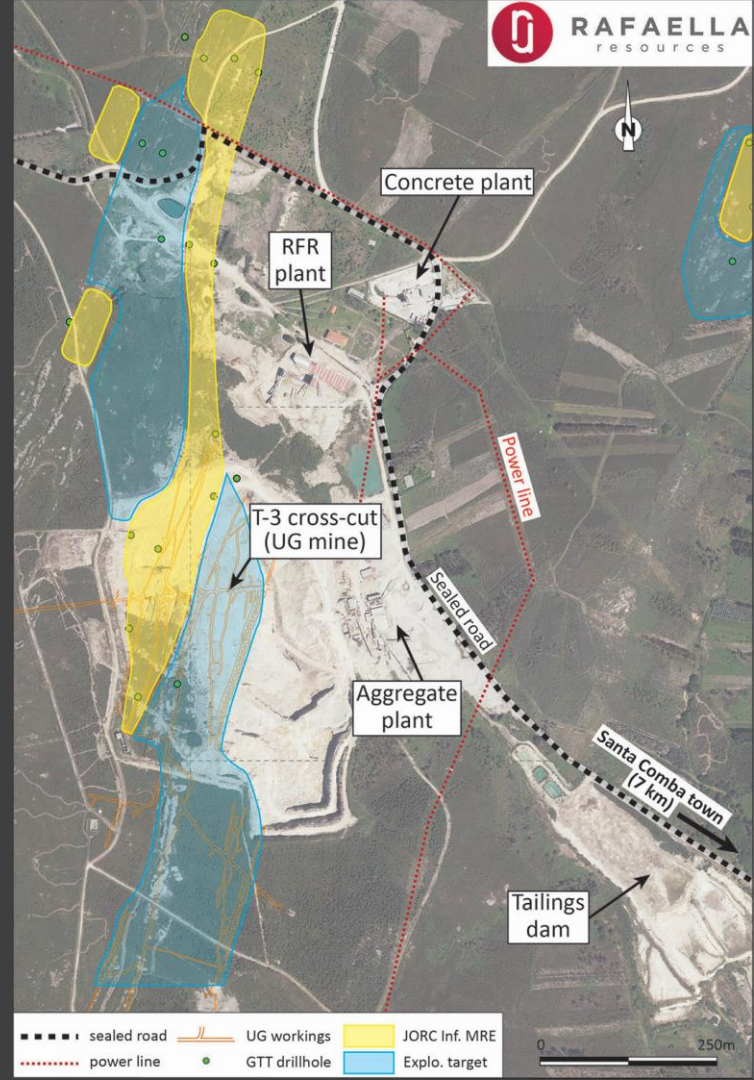 RAFAELLA
resources
N
Concrete plant
RFR
plant
Power line
T-3 cross-cut
(UG mine)
Sealed road
Aggregate
plant
Santa Comba town
(7 km)
Tailings
dam
sealed road
UG workings
JORC Inf. MRE
power line
GTT drillhole
Explo. target
0
250m